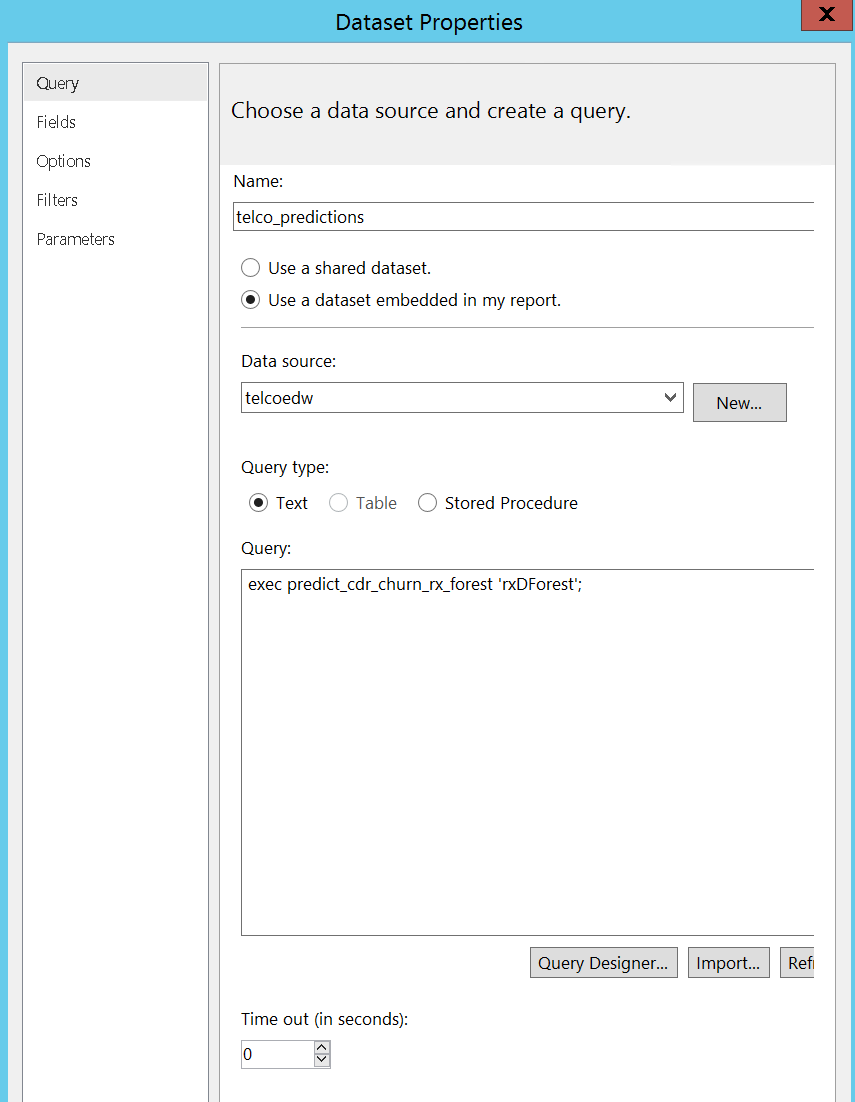 Dataset Properties
X
Query
Fields
Options
Filters
Parameters
Choose a data source and create a query.
Name:
telco_predictions
Use a shared dataset.
Use a dataset embedded in my report.
Data source:
telcoedw
New...
Query type:
Text Table Stored Procedure
Query:
exec predict_cdr_churn_rx_forest 'rxDForest';
Query Designer... Import... Ref
Time out (in seconds):
0